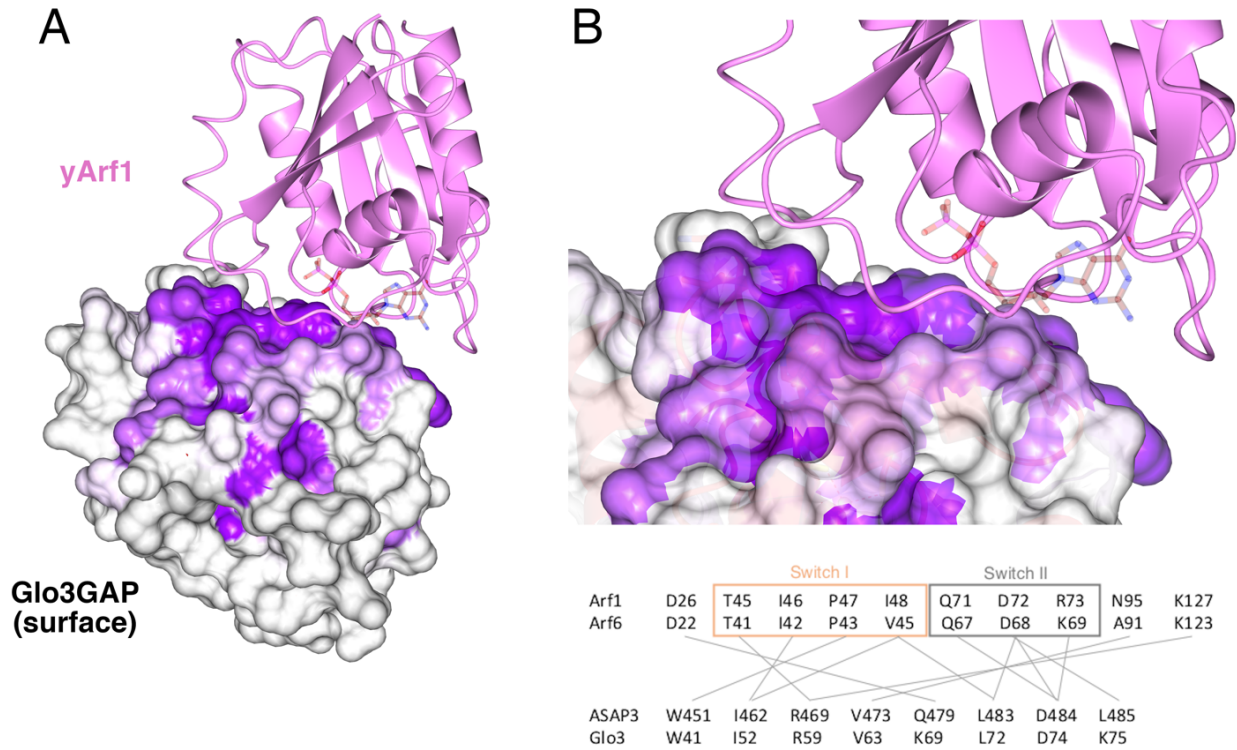 A
B
yArf1
Glo3GAP
(surface)
Switch I Switch II
Arf1 D26 T45 I46 P47 I48 Q71 D72 R73 N95 K127
Arf6 D22 T41 I42 P43 V45 Q67 D68 K69 A91 K123
ASAP3 W451 I462 R469 V473 Q479 L483 D484 L485
Glo3 W41 I52 R59 V63 K69 L72 D74 K75